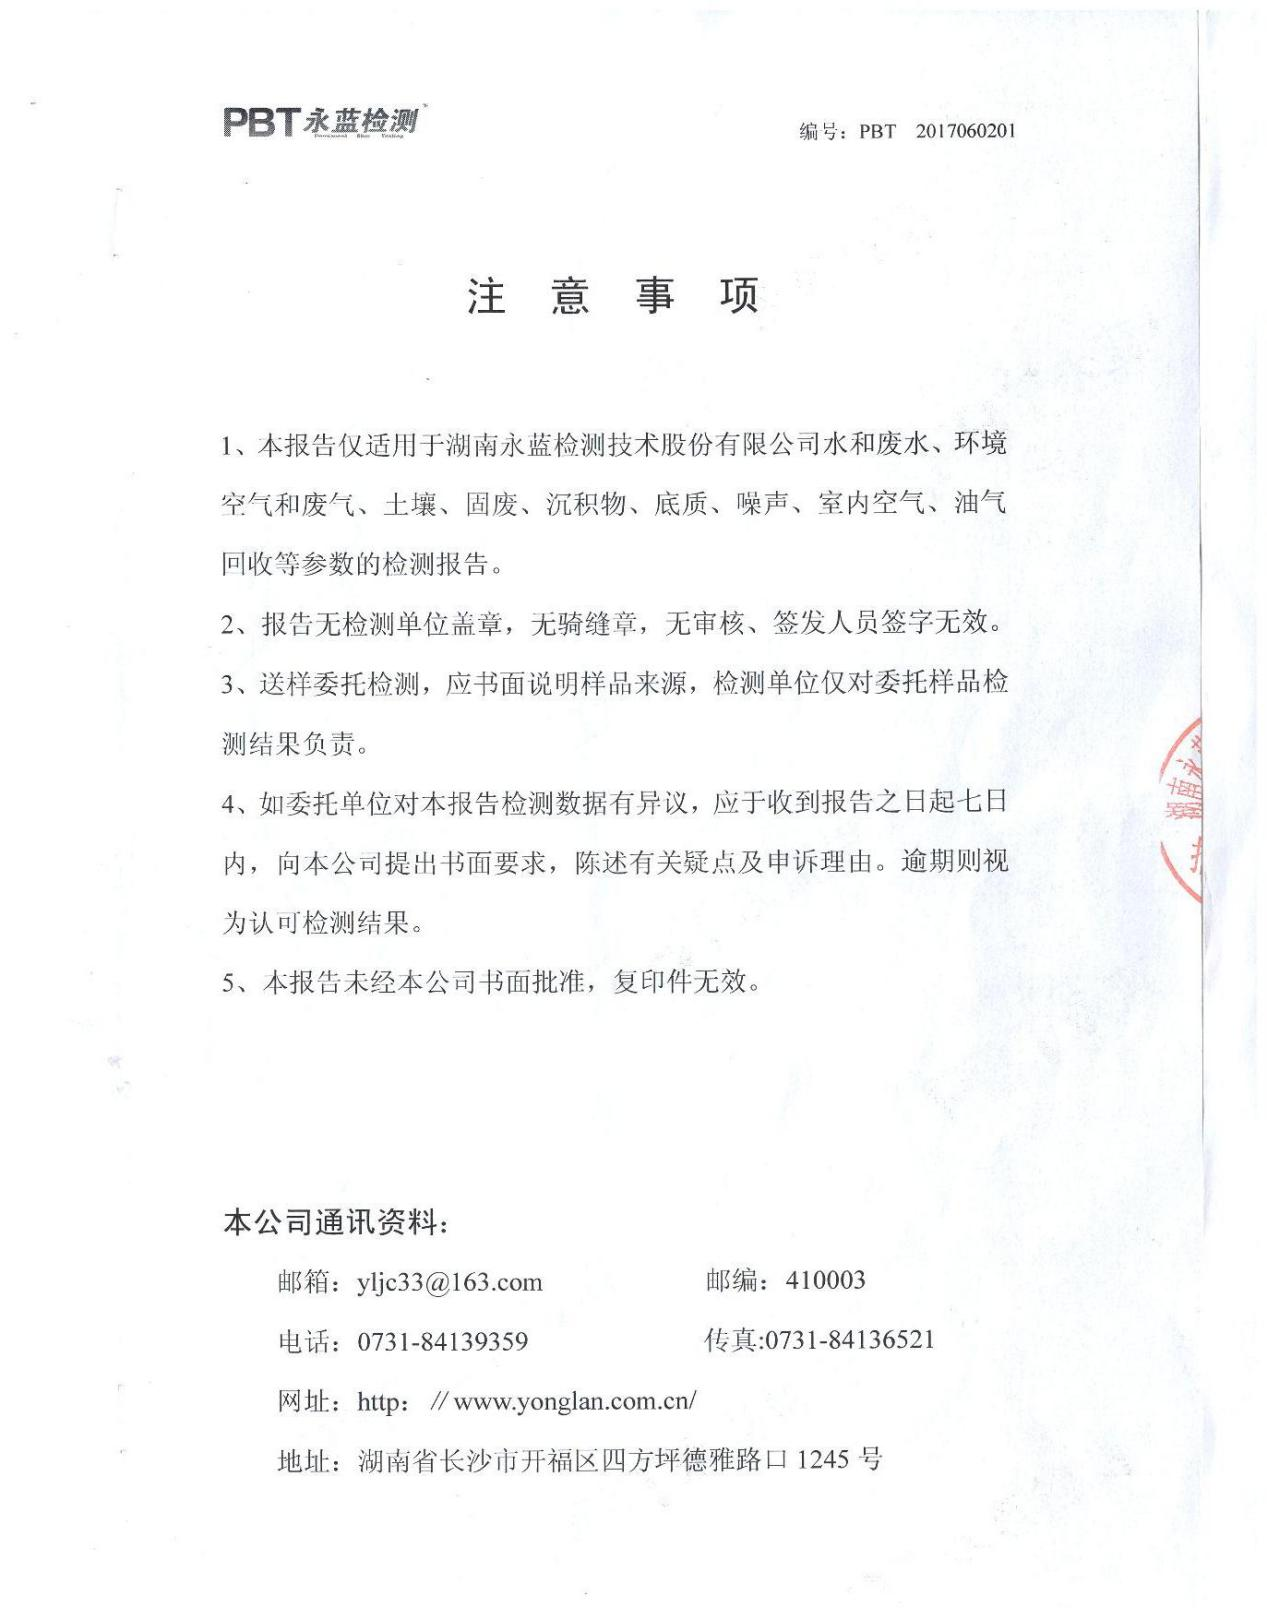 PBT永蓝检测
编号：PBT 2017060201
注意事项
1、本报告仅适用于湖南永蓝检测技术股份有限公司水和废水、环境
空气和废气、土壤、固废、沉积物、底质、噪声、室内空气、油气
回收等参数的检测报告。
2、报告无检测单位盖章，无骑缝章，无审核、签发人员签字无效。
3、送样委托检测，应书面说明样品来源，检测单位仅对委托样品检
测结果负责。
4、如委托单位对本报告检测数据有异议，应于收到报告之日起七日
内，向本公司提出书面要求，陈述有关疑点及申诉理由。逾期则视
为认可检测结果。
5、本报告未经本公司书面批准，复印件无效。
本公司通讯资料：
邮箱：yljc33@163.com 邮编：410003
电话：0731-84139359 传真:0731-84136521
网址：http：//www.yonglan.com.cn/
地址：湖南省长沙市开福区四方坪德雅路口 1245 号
湖南永